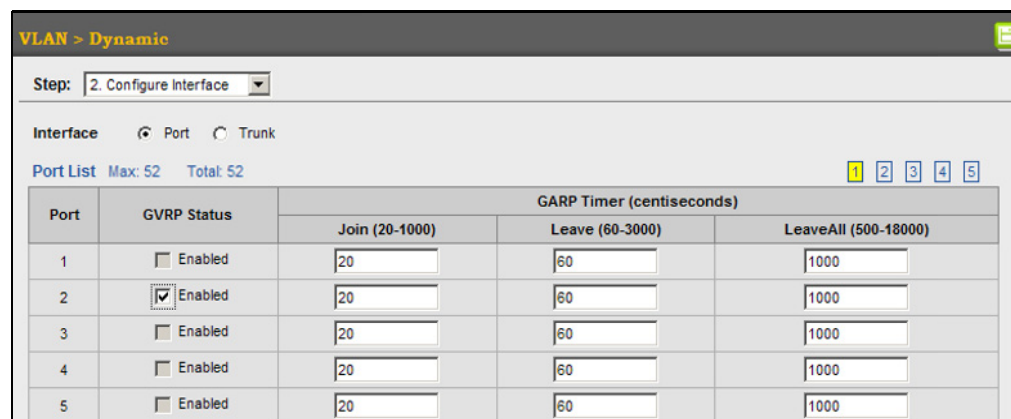 VLAN > Dynamic
Step: 2. Configure Interface
Interface Port Trunk
Port List Max: 52 Total: 52 1 2 3 4 5
Port GVRP Status GARP Timer (centiseconds)
Join (20-1000) Leave (60-3000) LeaveAll (500-18000)
1 Enabled 20 60 1000
2 Enabled 20 60 1000
3 Enabled 20 60 1000
4 Enabled 20 60 1000
5 Enabled 20 60 1000